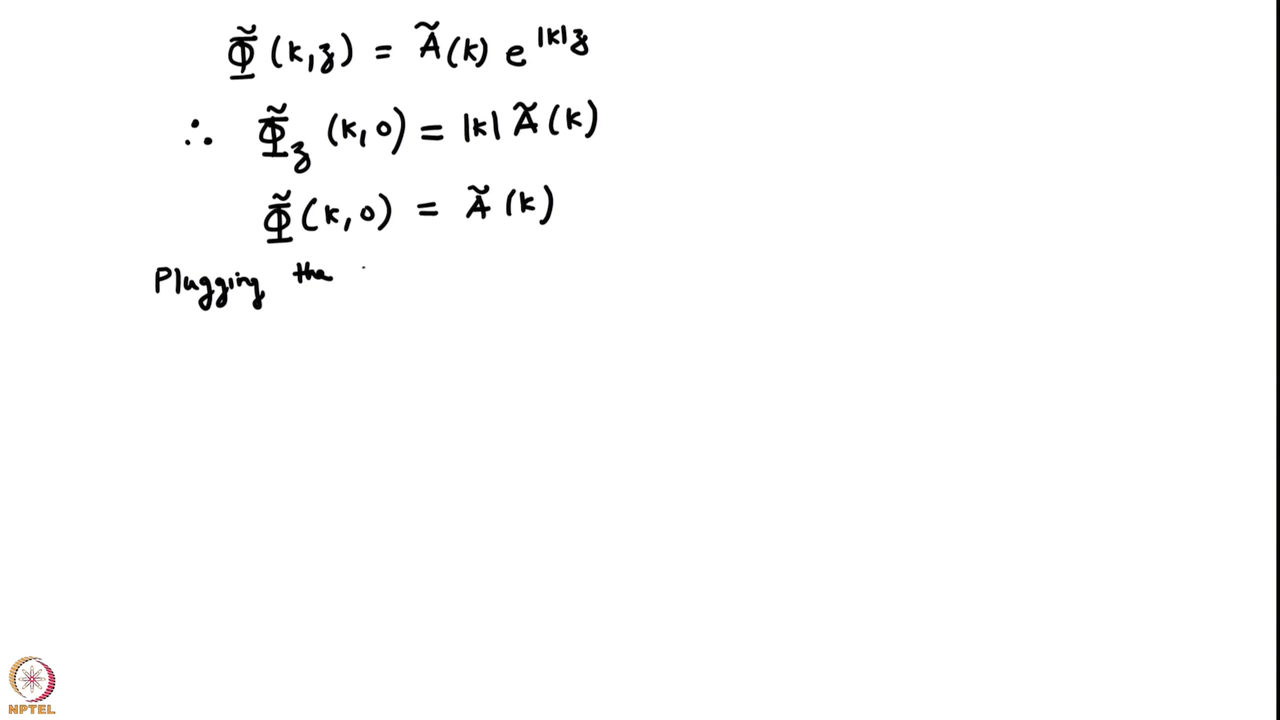 Φ̃ (k,z) = Ã(k) e^{|k|z}
∴ Φ̃_z (k,0) = |k| Ã(k)
Φ̃ (k,0) = Ã (k)
Plugging the
NPTEL